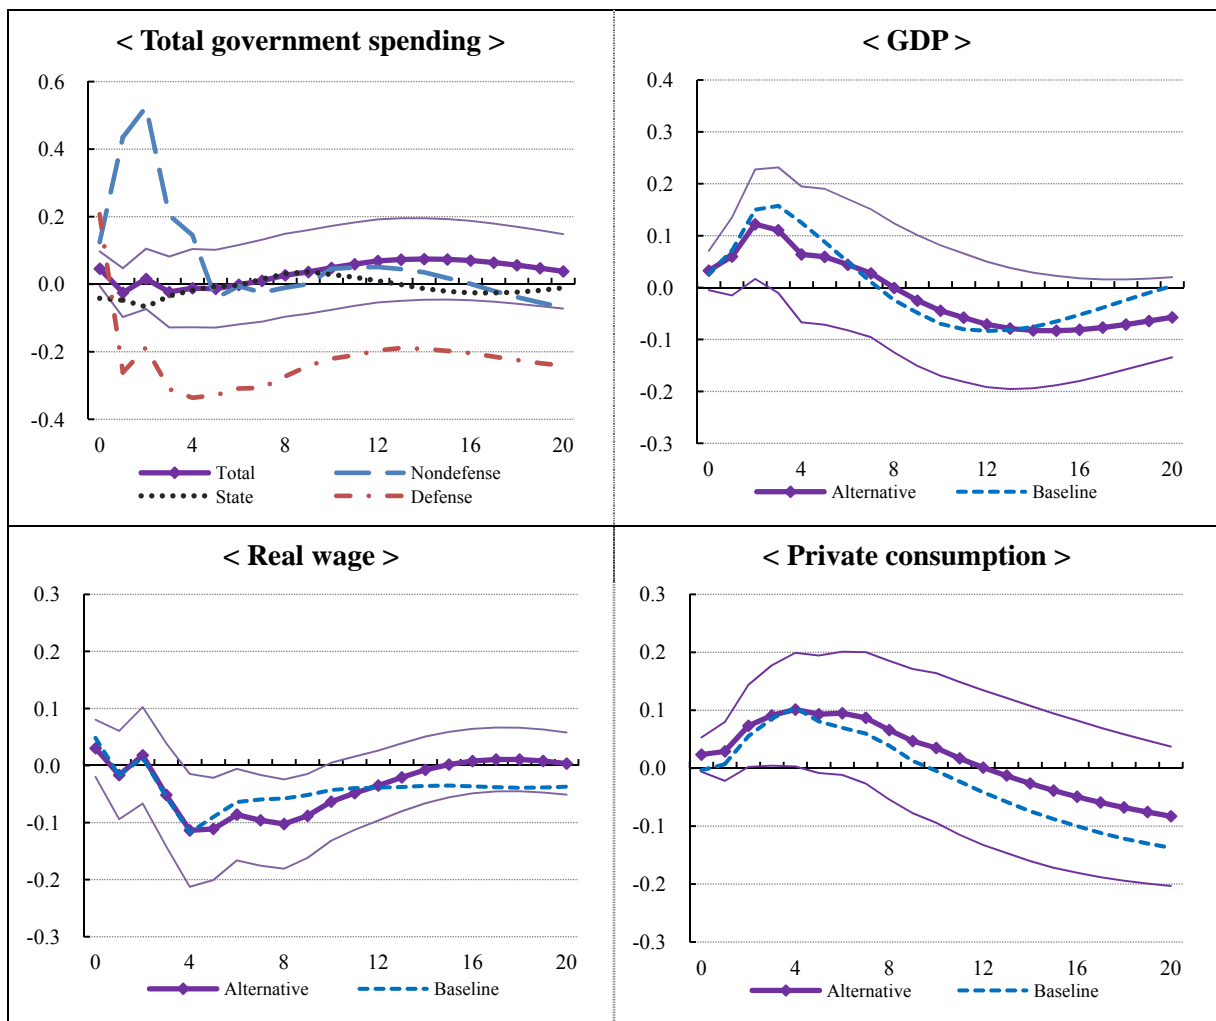 < Total government spending >
0.6
0.4
0.2
0.0
-0.2
-0.4
0 4 8 12 16 20
Total Nondefense
State Defense
< GDP >
0.4
0.3
0.2
0.1
0.0
-0.1
-0.2
-0.3
0 4 8 12 16 20
Alternative Baseline
< Real wage >
0.3
0.2
0.1
0.0
-0.1
-0.2
-0.3
0 4 8 12 16 20
Alternative Baseline
< Private consumption >
0.3
0.2
0.1
0.0
-0.1
-0.2
-0.3
0 4 8 12 16 20
Alternative Baseline